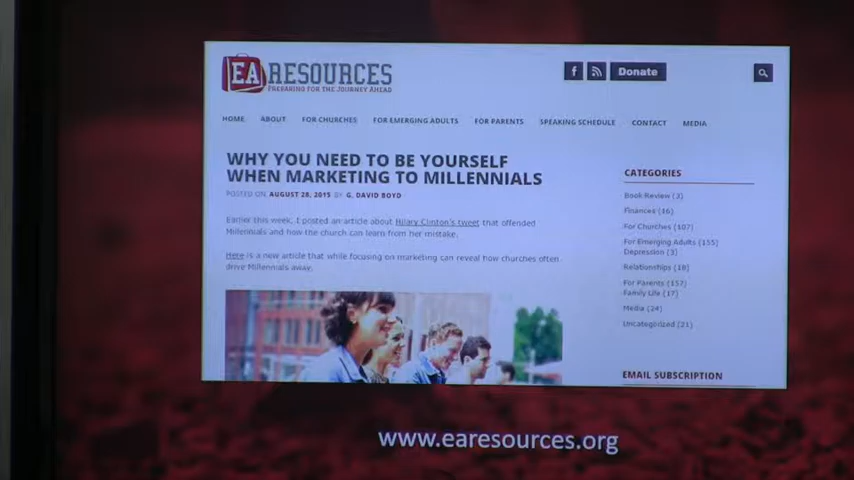 EA RESOURCES
PREPARING FOR THE JOURNEY AHEAD
f
Donate
HOME ABOUT FOR CHURCHES FOR EMERGING ADULTS FOR PARENTS SPEAKING SCHEDULE CONTACT MEDIA
WHY YOU NEED TO BE YOURSELF
WHEN MARKETING TO MILLENNIALS
POSTED ON AUGUST 28, 2015 BY G. DAVID BOYD
Earlier this week, I posted an article about Hilary Clinton's tweet that offended
Millennials and how the church can learn from her mistake.
Here is a new article that while focusing on marketing can reveal how churches often
drive Millennials away.
CATEGORIES
Book Review (3)
Finances (16)
For Churches (107)
For Emerging Adults (155)
Depression (3)
Relationships (18)
For Parents (157)
Family Life (17)
Media (24)
Uncategorized (21)
EMAIL SUBSCRIPTION
www.earesources.org